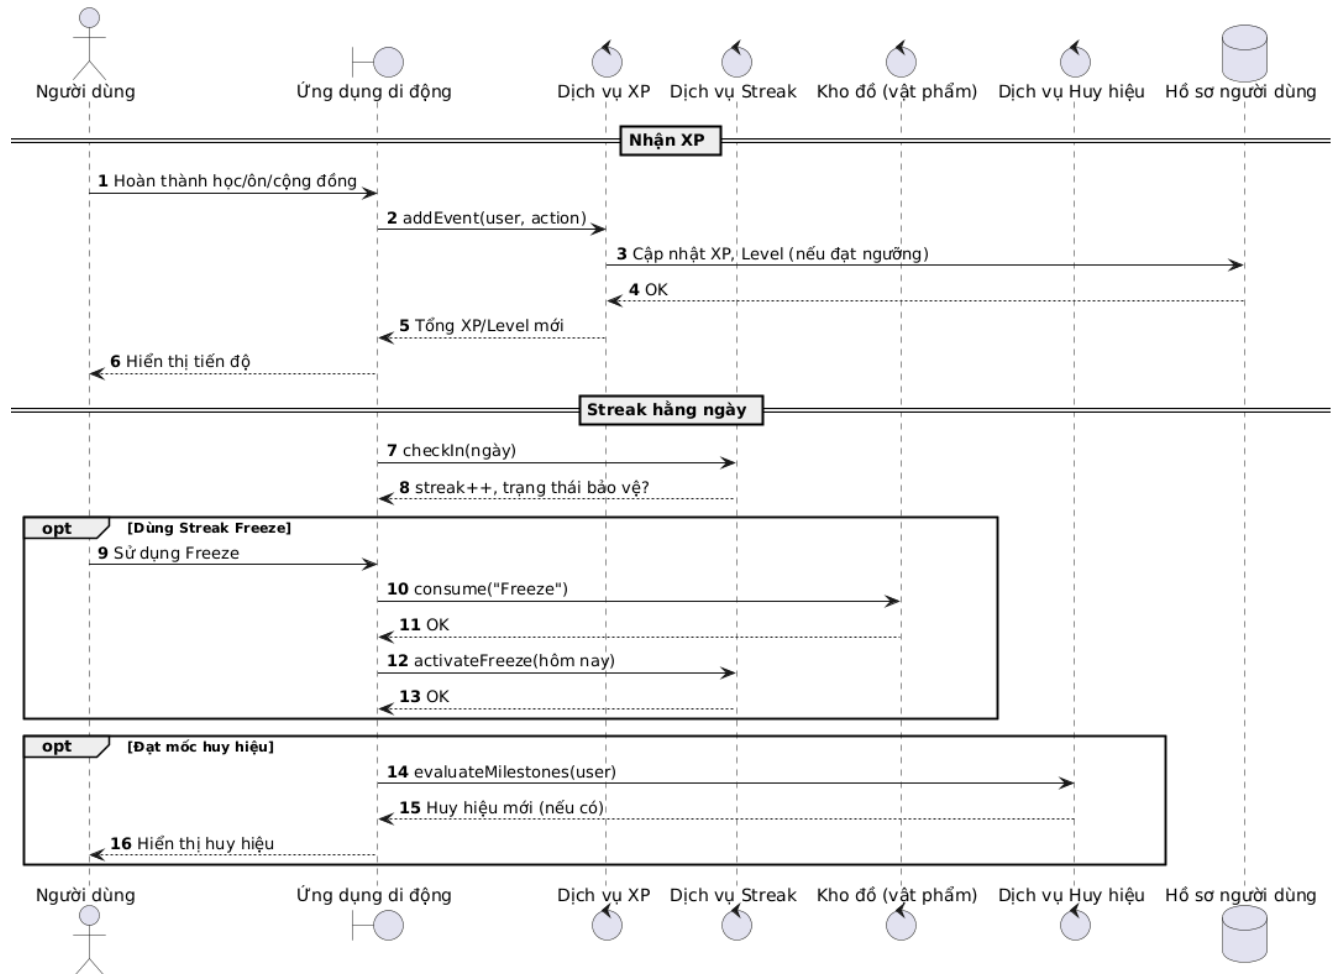 Người dùng Ứng dụng di động Dịch vụ XP Dịch vụ Streak Kho đồ (vật phẩm) Dịch vụ Huy hiệu Hồ sơ người dùng
Nhận XP
1 Hoàn thành học/ôn/cộng đồng
2 addEvent(user, action)
3 Cập nhật XP, Level (nếu đạt ngưỡng)
4 OK
5 Tổng XP/Level mới
6 Hiển thị tiến độ
Streak hằng ngày
7 checkIn(ngày)
8 streak++, trạng thái bảo vệ?
opt [Dùng Streak Freeze]
9 Sử dụng Freeze
10 consume("Freeze")
11 OK
12 activateFreeze(hôm nay)
13 OK
opt [Đạt mốc huy hiệu]
14 evaluateMilestones(user)
15 Huy hiệu mới (nếu có)
16 Hiển thị huy hiệu
Người dùng Ứng dụng di động Dịch vụ XP Dịch vụ Streak Kho đồ (vật phẩm) Dịch vụ Huy hiệu Hồ sơ người dùng